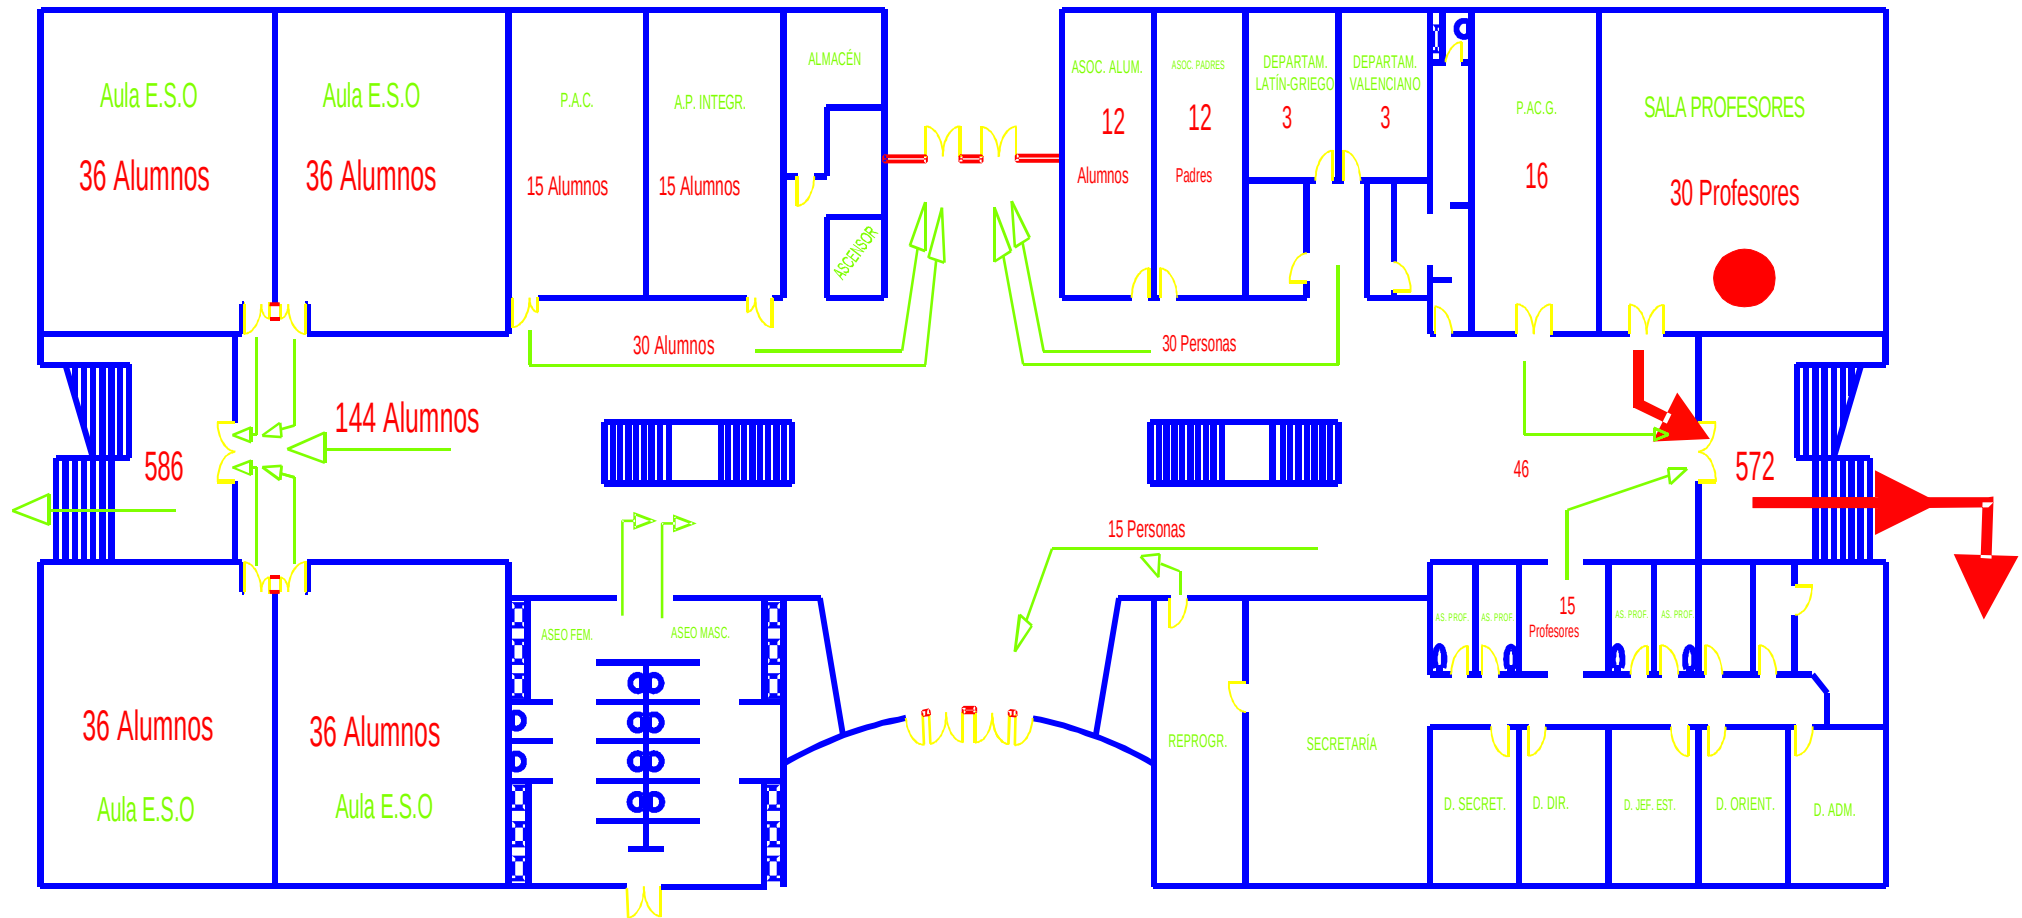 Aula E.S.O
36 Alumnos
Aula E.S.O
36 Alumnos
P.A.C.
15 Alumnos
A.P. INTEGR.
15 Alumnos
ALMACÉN
ASCENSOR
ASOC. ALUM.
12
Alumnos
ASOC. PADRES
12
Padres
DEPARTAM.
LATÍN-GRIEGO
3
DEPARTAM.
VALENCIANO
3
P.AC.G.
16
SALA PROFESORES
30 Profesores
30 Alumnos
30 Personas
144 Alumnos
586
46
572
15 Personas
ASEO FEM.
ASEO MASC.
AS. PROF.
AS. PROF.
15
Profesores
AS. PROF.
AS. PROF.
36 Alumnos
Aula E.S.O
36 Alumnos
Aula E.S.O
REPROGR.
SECRETARÍA
D. SECRET.
D. DIR.
D. JEF. EST.
D. ORIENT.
D. ADM.